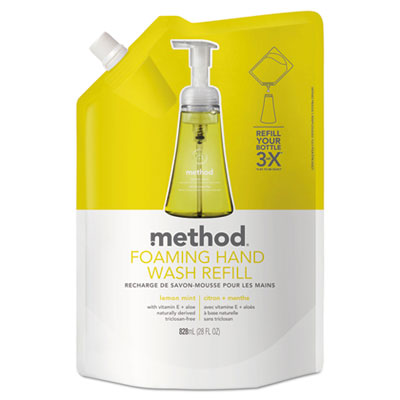 REFILL
YOUR
BOTTLE
3X
method
method.
FOAMING HAND
WASH REFILL
RECHARGE DE SAVON-MOUSSE POUR LES MAINS
lemon mint
citron + menthe
with vitamin E + aloe
naturally derived
triclosan-free
avec vitamine E + aloès
à base naturelle
sans triclosan
828mL (28 FL OZ)